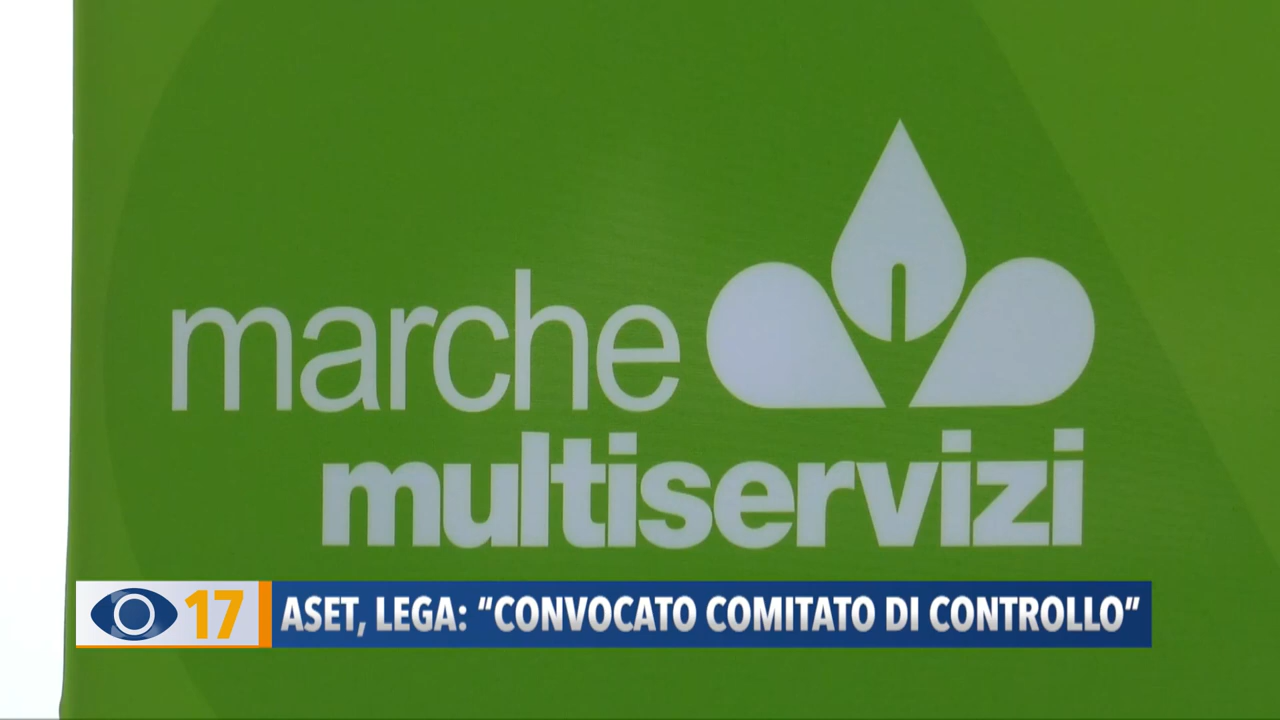 marche
multiservizi
17 ASET, LEGA: “CONVOCATO COMITATO DI CONTROLLO”